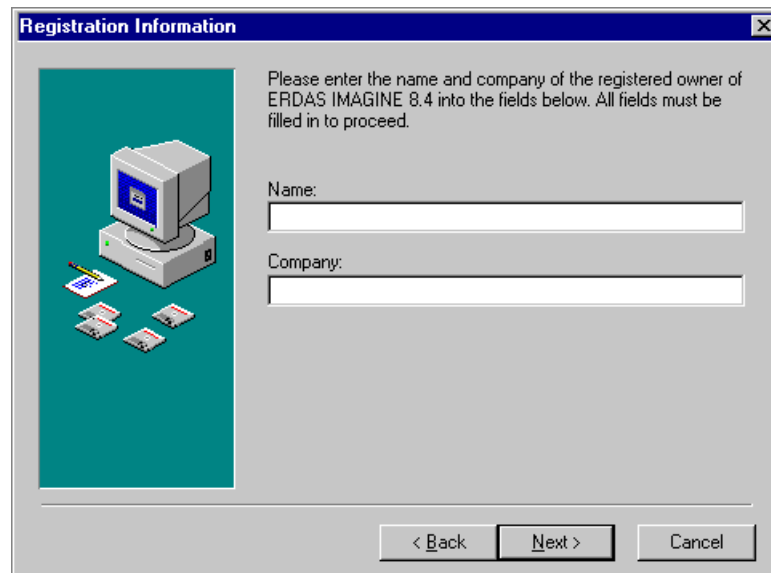 Registration Information
Please enter the name and company of the registered owner of
ERDAS IMAGINE 8.4 into the fields below. All fields must be
filled in to proceed.
Name:
Company:
< Back
Next >
Cancel